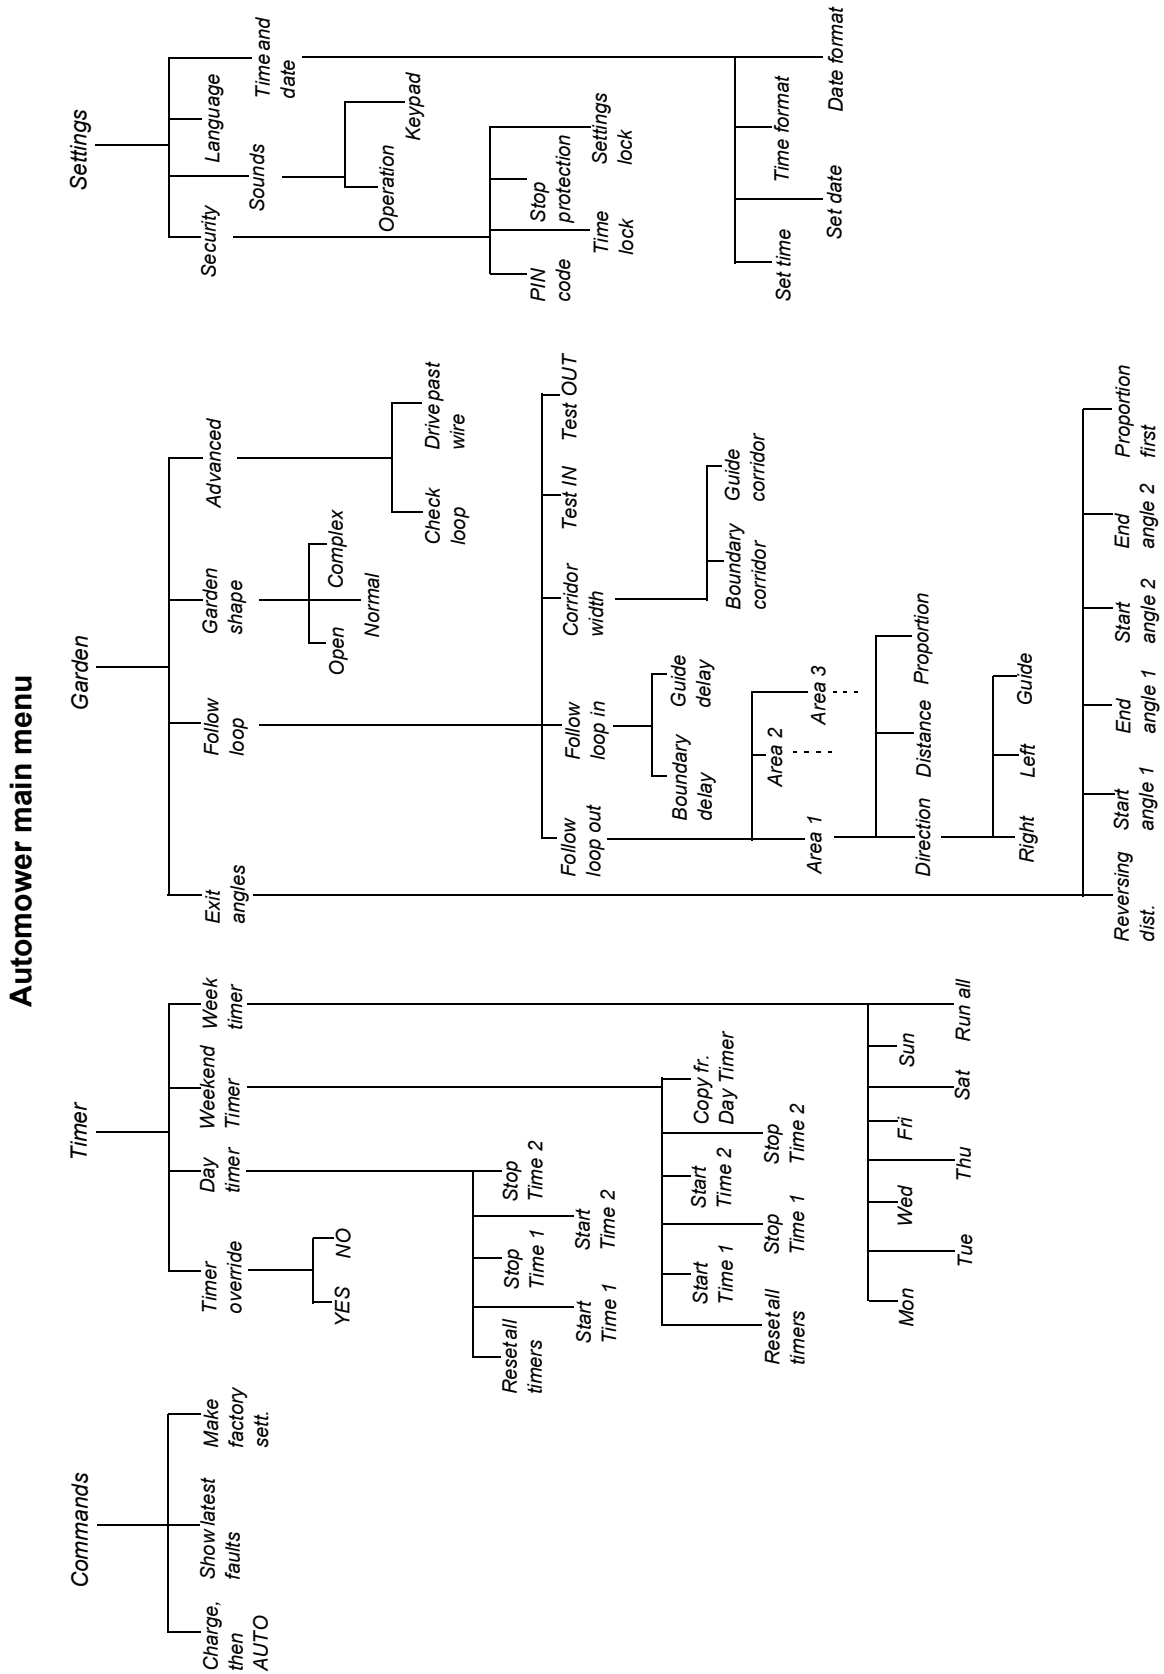 Automower main menu
Commands
Charge,
then
AUTO
Show latest
faults
Make
factory
sett.
Timer
Timer
override
YES
NO
Day
timer
Reset all
timers
Start
Time 1
Stop
Time 1
Start
Time 2
Stop
Time 2
Weekend
Timer
Reset all
timers
Start
Time 1
Stop
Time 1
Start
Time 2
Stop
Time 2
Copy fr.
Day Timer
Week
timer
Mon
Tue
Wed
Thu
Fri
Sat
Sun
Run all
Garden
Exit
angles
Reversing
dist.
Start
angle 1
End
angle 1
Start
angle 2
End
angle 2
Proportion
first
Follow
loop
Follow
loop out
Area 1
Direction
Right
Left
Guide
Distance
Proportion
Area 2
Area 3
Follow
loop in
Boundary
delay
Guide
delay
Corridor
width
Boundary
corridor
Guide
corridor
Test IN
Test OUT
Garden
shape
Open
Normal
Complex
Advanced
Check
loop
Drive past
wire
Settings
Security
PIN
code
Time
lock
Stop
protection
Settings
lock
Sounds
Operation
Keypad
Language
Time and
date
Set time
Set date
Time format
Date format